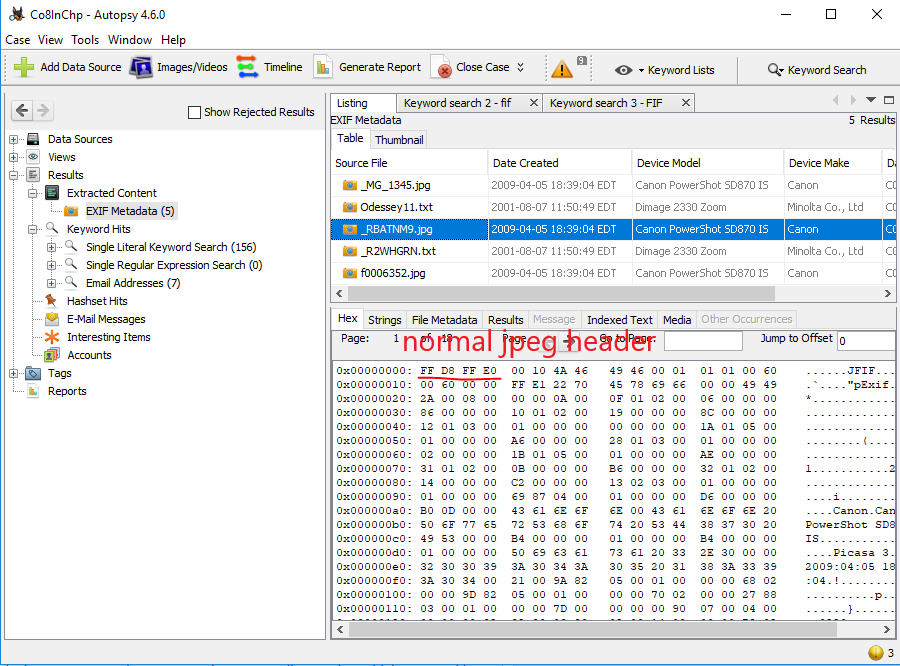 Co8InChp - Autopsy 4.6.0
Case View Tools Window Help
Add Data Source Images/Videos Timeline Generate Report Close Case 9 Keyword Lists Keyword Search
Show Rejected Results
Data Sources
Views
Results
Extracted Content
EXIF Metadata (5)
Keyword Hits
Single Literal Keyword Search (156)
Single Regular Expression Search (0)
Email Addresses (7)
Hashset Hits
E-Mail Messages
Interesting Items
Accounts
Tags
Reports
Listing Keyword search 2 - fif Keyword search 3 - FIF
EXIF Metadata 5 Results
Table Thumbnail
Source File Date Created Device Model Device Make Da
_MG_1345.jpg 2009-04-05 18:39:04 EDT Canon PowerShot SD870 IS Canon
Odessey11.txt 2001-08-07 11:50:49 EDT Dimage 2330 Zoom Minolta Co., Ltd
_RBATNM9.jpg 2009-04-05 18:39:04 EDT Canon PowerShot SD870 IS Canon
_R2WHGRN.txt 2001-08-07 11:50:49 EDT Dimage 2330 Zoom Minolta Co., Ltd
f0006352.jpg 2009-04-05 18:39:04 EDT Canon PowerShot SD870 IS Canon
Hex Strings File Metadata Results Message Indexed Text Media Other Occurrences
Page: 1 of 18 Page Go to Page: Jump to Offset 0
normal jpeg header
0x00000000: FF D8 FF E0 00 10 4A 46 49 46 00 01 01 01 00 60 ......JFIF.....
0x00000010: 00 60 00 00 FF E1 22 70 45 78 69 66 00 00 49 49 .`...."pExif..
0x00000020: 2A 00 08 00 00 00 0A 00 0F 01 02 00 06 00 00 00 *..............
0x00000030: 86 00 00 00 10 01 02 00 19 00 00 00 8C 00 00 00 ...............
0x00000040: 12 01 03 00 01 00 00 00 00 00 00 00 1A 01 05 00 ...............
0x00000050: 01 00 00 00 A6 00 00 00 28 01 03 00 01 00 00 00 ........(......
0x00000060: 02 00 00 00 1B 01 05 00 01 00 00 00 AE 00 00 00 ...............
0x00000070: 31 01 02 00 0B 00 00 00 B6 00 00 00 32 01 02 00 1...........2
0x00000080: 14 00 00 00 C2 00 00 00 13 02 03 00 01 00 00 00 ...............
0x00000090: 01 00 00 00 69 87 04 00 01 00 00 00 D6 00 00 00 ....i..........
0x000000a0: B0 0D 00 00 43 61 6E 6F 6E 00 43 61 6E 6F 6E 20 ....Canon.Can
0x000000b0: 50 6F 77 65 72 53 68 6F 74 20 53 44 38 37 30 20 PowerShot SD8
0x000000c0: 49 53 00 00 B4 00 00 00 01 00 00 00 B4 00 00 00 IS.............
0x000000d0: 01 00 00 00 50 69 63 61 73 61 20 33 2E 30 00 00 ....Picasa 3.
0x000000e0: 32 30 30 39 3A 30 34 3A 30 35 20 31 38 3A 33 39 2009:04:05 18
0x000000f0: 3A 30 34 00 21 00 9A 82 05 00 01 00 00 00 68 02 :04.!..........
0x00000100: 00 00 9D 82 05 00 01 00 00 00 70 02 00 00 27 88 ..........p..
0x00000110: 03 00 01 00 00 00 7D 00 00 00 00 90 07 00 04 00 ......}........
3